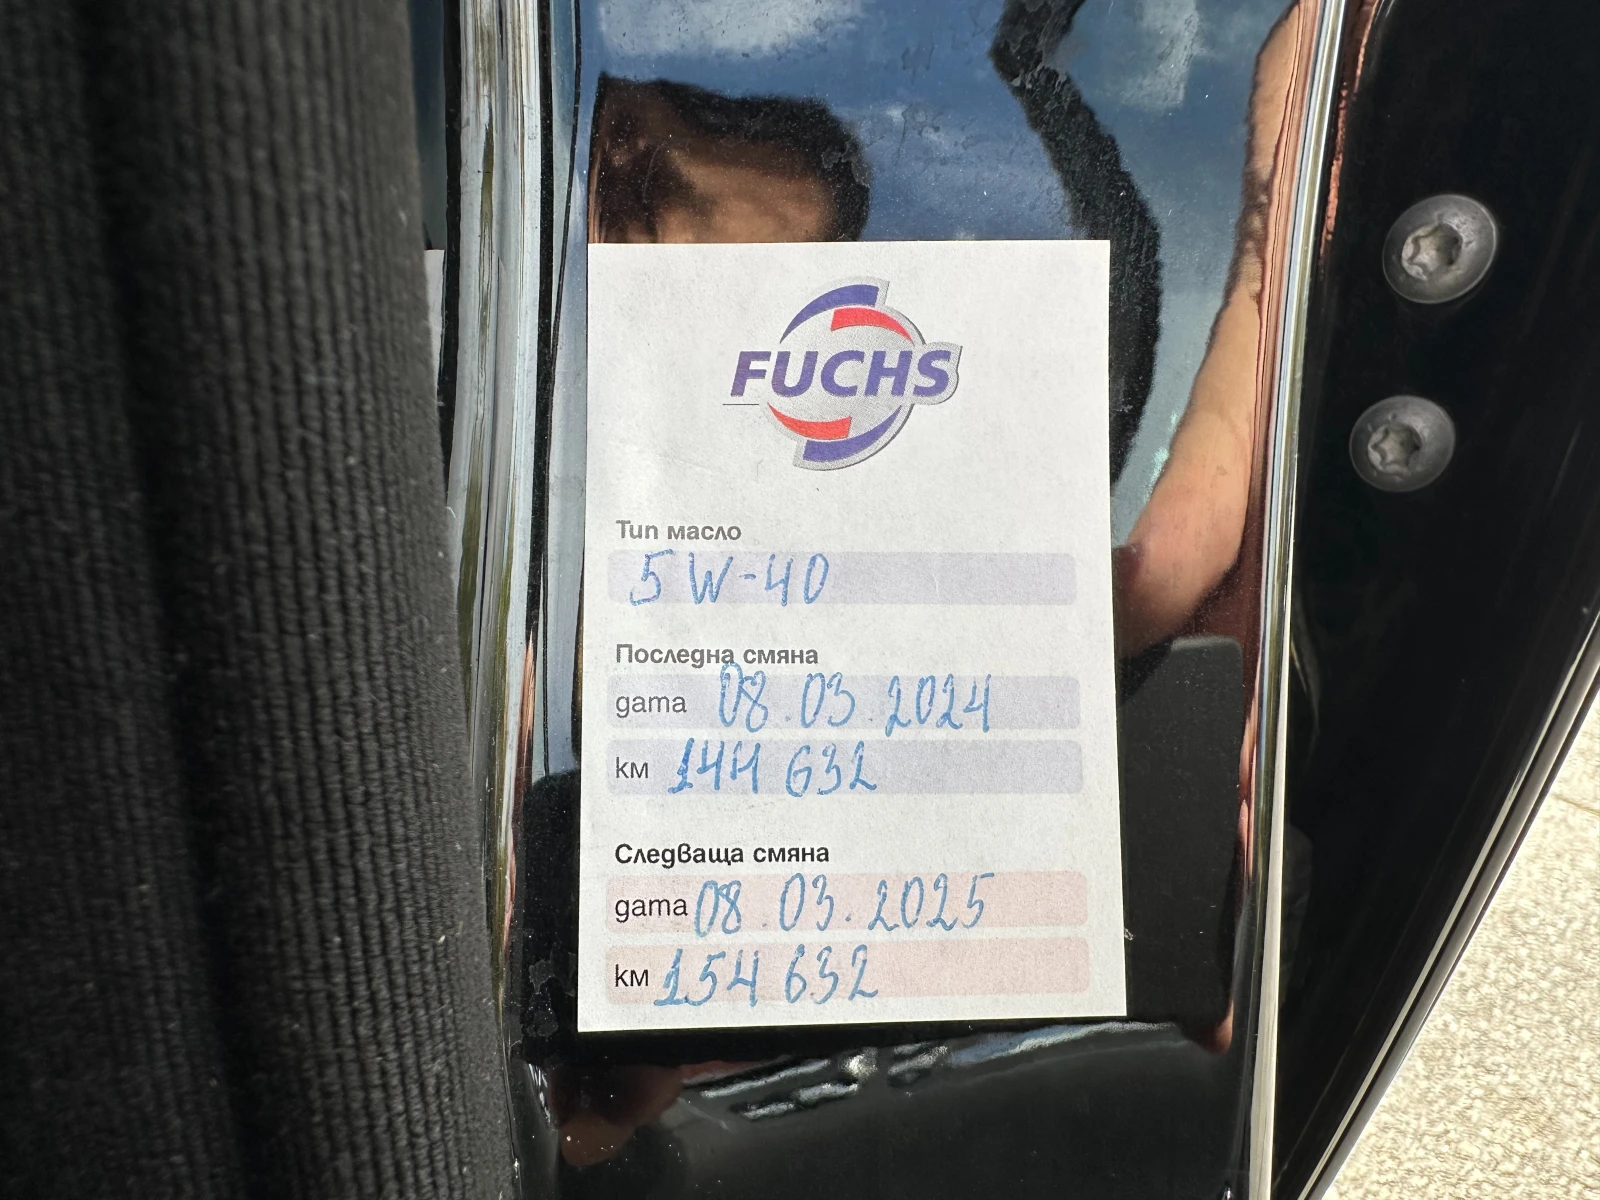 FUCHS
Тип масло
5W-40
Последна смяна
дата 08.03.2024
км 144 632
Следваща смяна
дата 08.03.2025
км 154 632